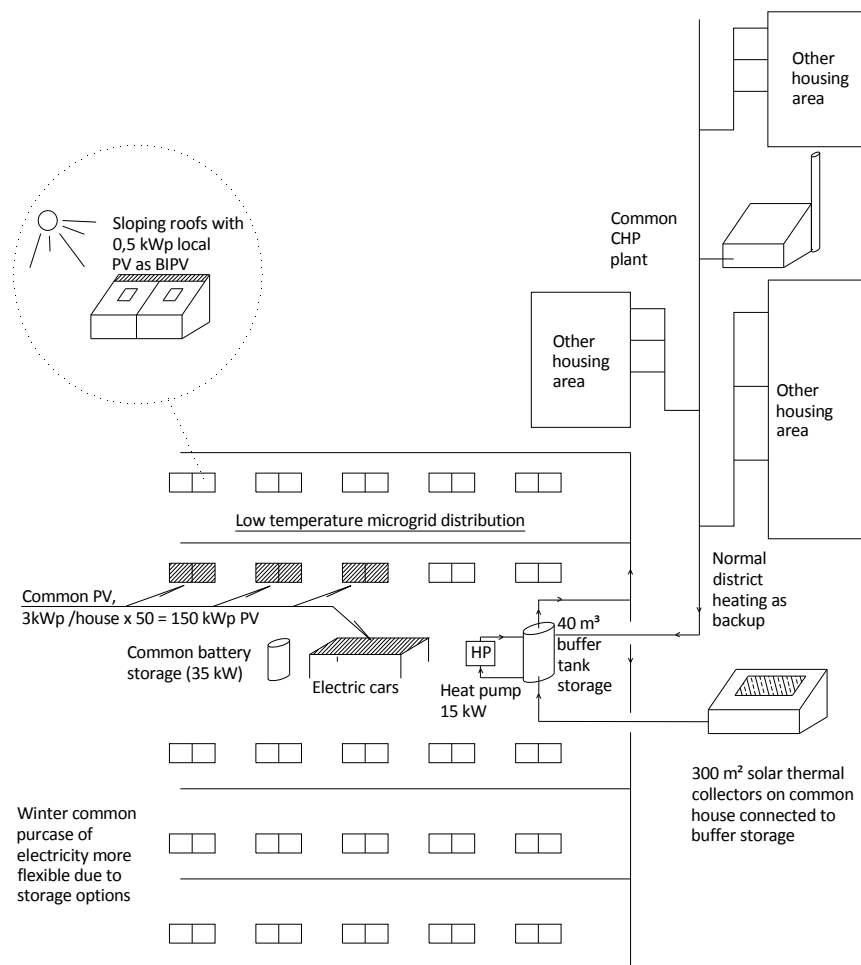 Other
housing
area
Common
CHP
plant
Sloping roofs with
0,5 kWp local
PV as BIPV
Other
housing
area
Other
housing
area
Low temperature microgrid distribution
Common PV,
3kWp /house x 50 = 150 kWp PV
Normal
district
heating as
backup
Common battery
storage (35 kW)
Electric cars
HP
Heat pump
15 kW
40 m³
buffer
tank
storage
300 m² solar thermal
collectors on common
house connected to
buffer storage
Winter common
purcase of
electricity more
flexible due to
storage options